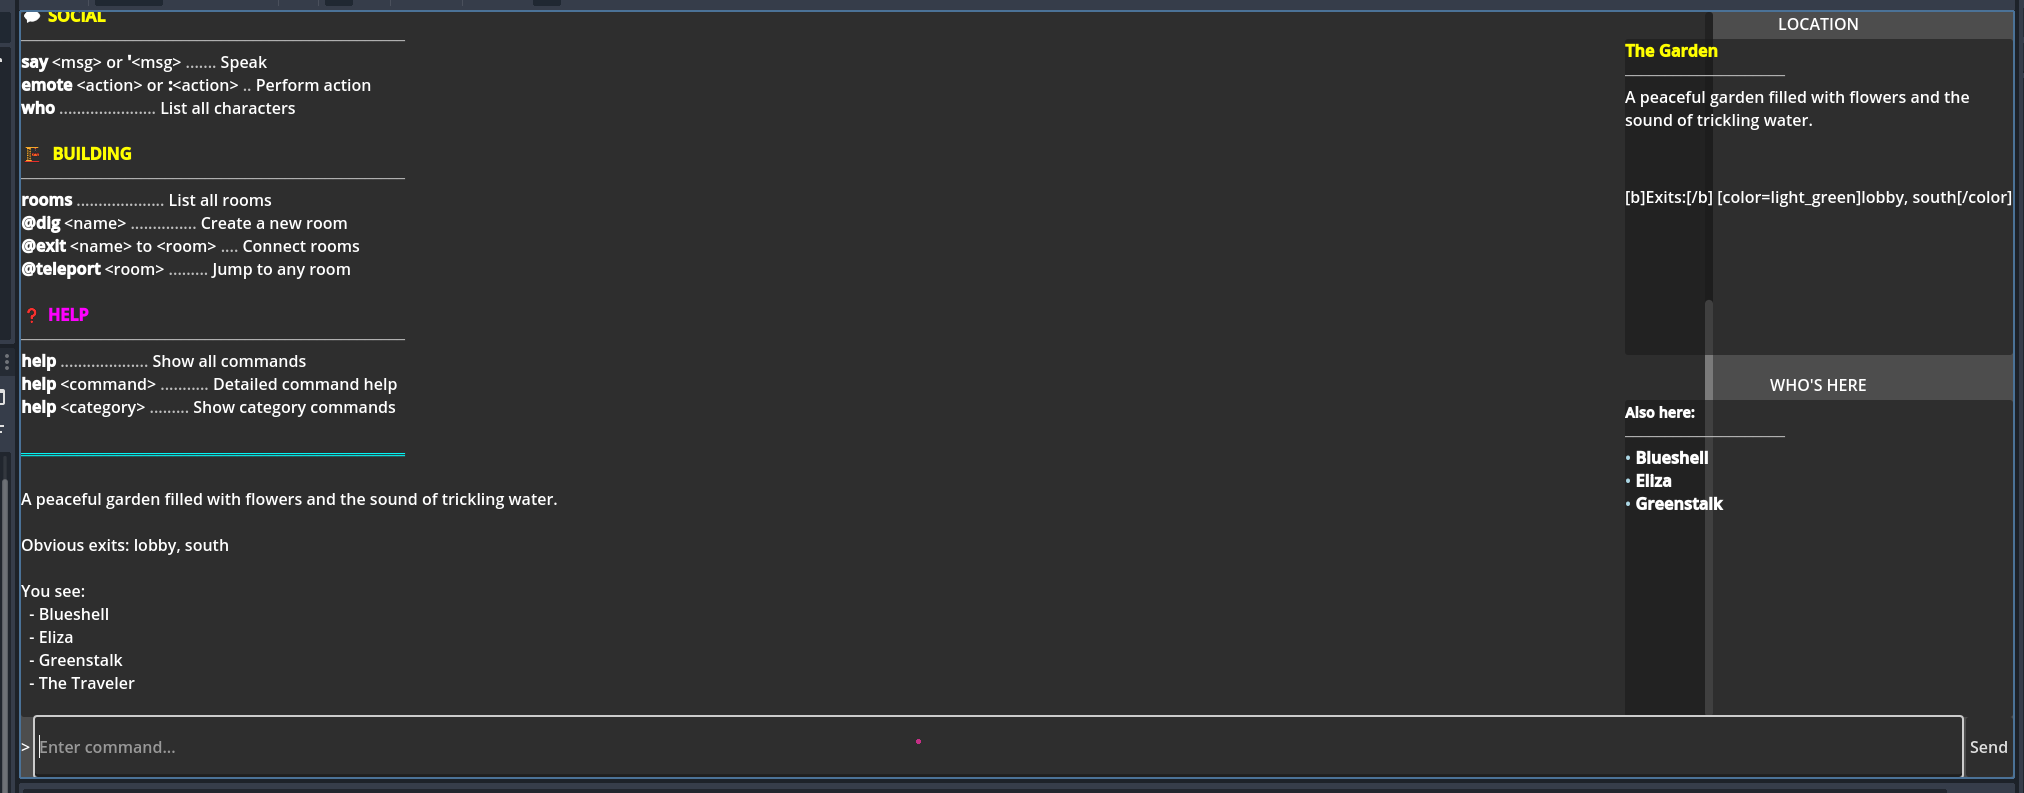 SOCIAL
say <msg> or '<msg> ....... Speak
emote <action> or :<action> .. Perform action
who ...................... List all characters
BUILDING
rooms .................... List all rooms
@dig <name> ............... Create a new room
@exit <name> to <room> .... Connect rooms
@teleport <room> ......... Jump to any room
❓ HELP
help .................... Show all commands
help <command> ........... Detailed command help
help <category> ......... Show category commands
A peaceful garden filled with flowers and the sound of trickling water.
Obvious exits: lobby, south
You see:
- Blueshell
- Eliza
- Greenstalk
- The Traveler
> Enter command...
Send
LOCATION
The Garden
A peaceful garden filled with flowers and the
sound of trickling water.
[b]Exits:[/b] [color=light_green]lobby, south[/color]
WHO'S HERE
Also here:
• Blueshell
• Eliza
• Greenstalk